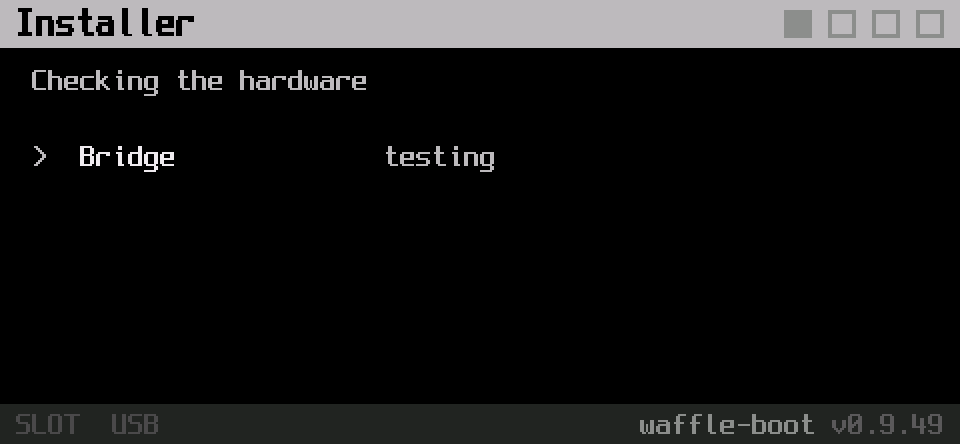 Installer
Checking the hardware
> Bridge testing
SLOT USB waffle-boot v0.9.49